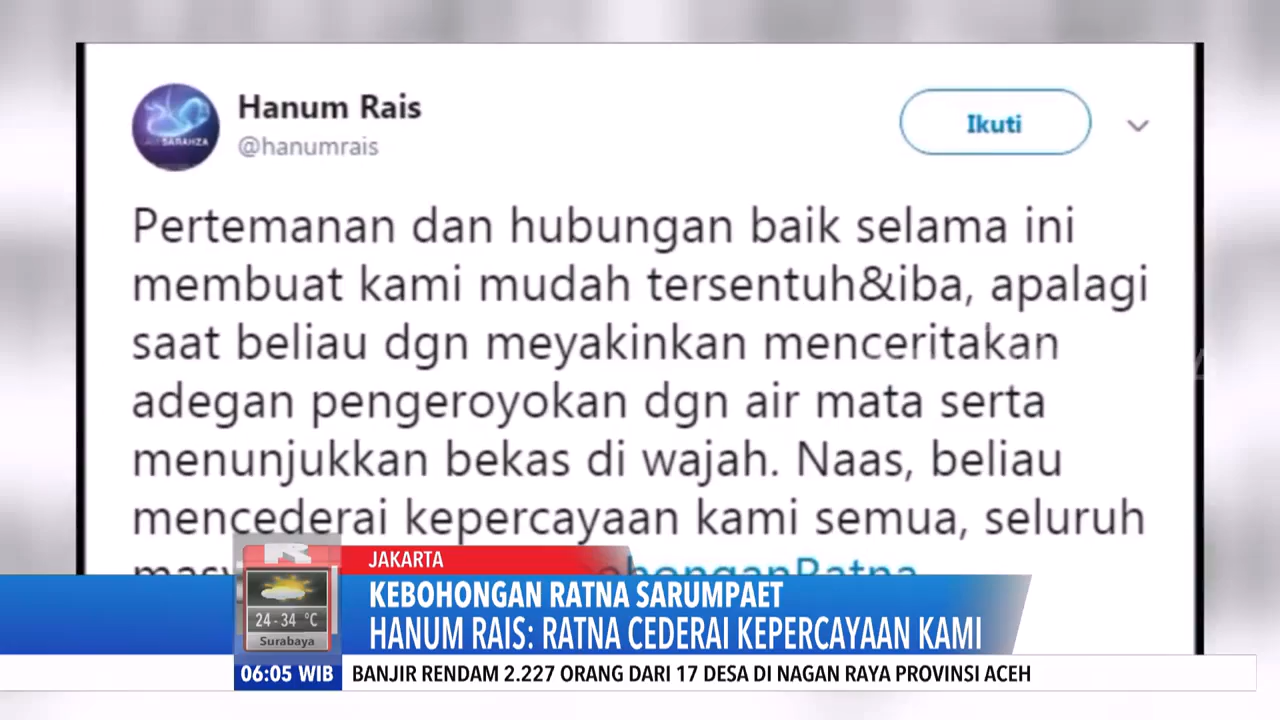 Hanum Rais
@hanumrais
Ikuti
Pertemanan dan hubungan baik selama ini
membuat kami mudah tersentuh&iba, apalagi
saat beliau dgn meyakinkan menceritakan
adegan pengeroyokan dgn air mata serta
menunjukkan bekas di wajah. Naas, beliau
mencederai kepercayaan kami semua, seluruh
JAKARTA
KEBOHONGAN RATNA SARUMPAET
HANUM RAIS: RATNA CEDERAI KEPERCAYAAN KAMI
24 - 34 °C
Surabaya
06:05 WIB
BANJIR RENDAM 2.227 ORANG DARI 17 DESA DI NAGAN RAYA PROVINSI ACEH